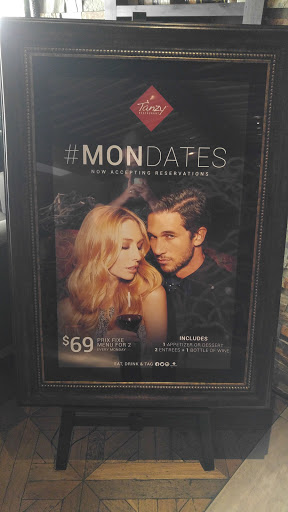 Tanzy
RESTAURANT
#MONDATES
NOW ACCEPTING RESERVATIONS
$69
PRIX FIXE
MENU FOR 2
EVERY MONDAY
INCLUDES
1 APPETIZER OR DESSERT
2 ENTREES + 1 BOTTLE OF WINE
EAT, DRINK & TAG